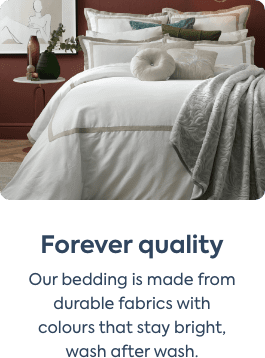 Forever quality
Our bedding is made from
durable fabrics with
colours that stay bright,
wash after wash.